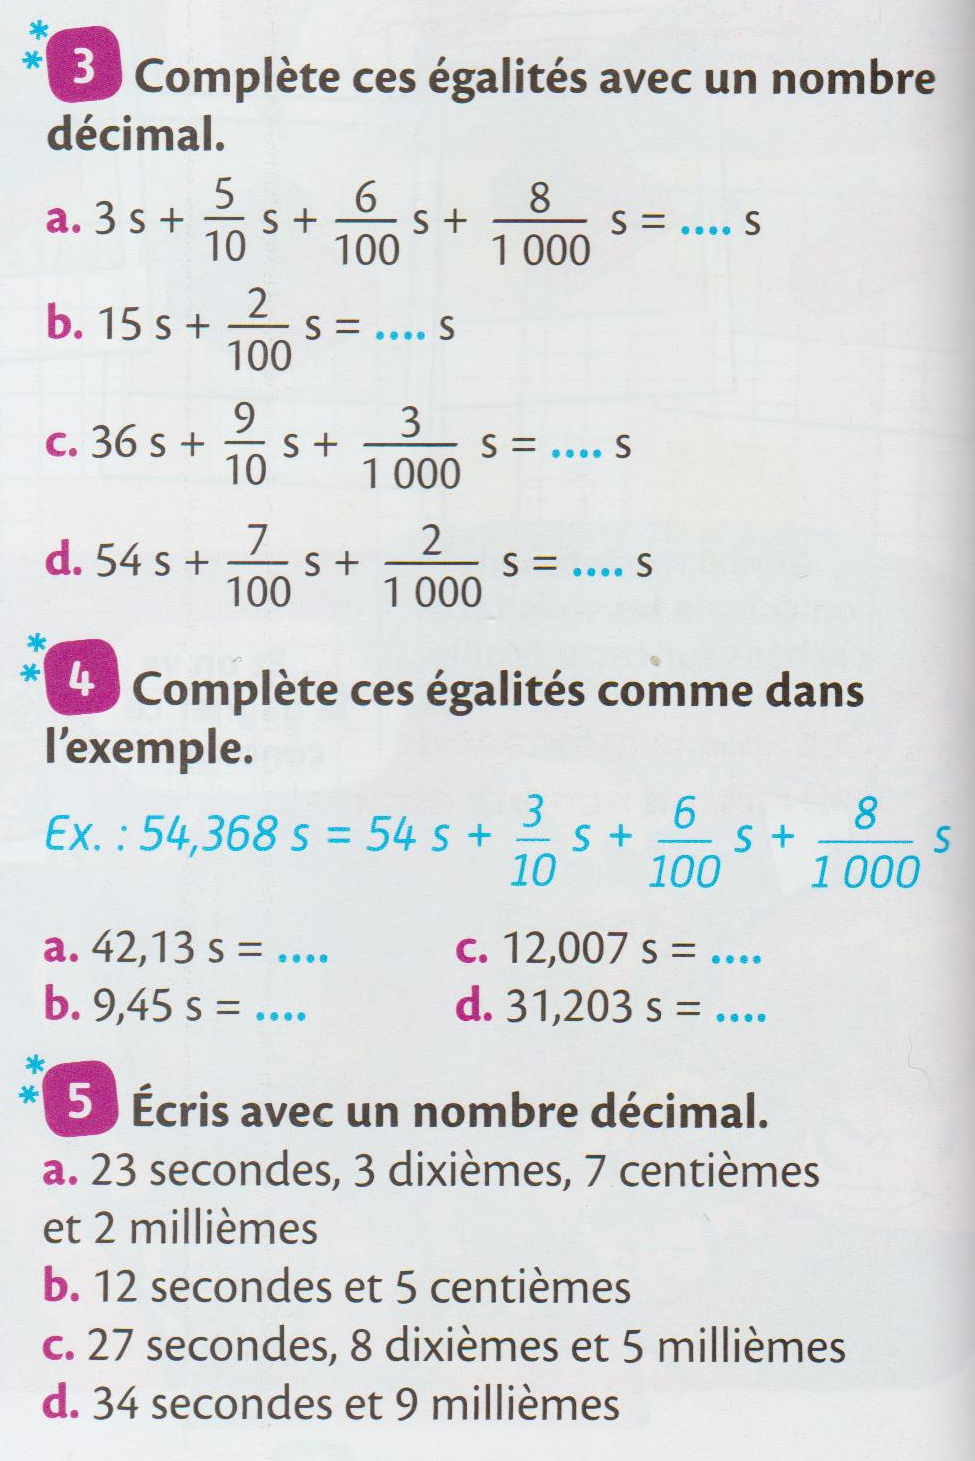 * * 3 Complète ces égalités avec un nombre
décimal.
a. 3 s + 5/10 s + 6/100 s + 8/1 000 s = .... s
b. 15 s + 2/100 s = .... s
c. 36 s + 9/10 s + 3/1 000 s = .... s
d. 54 s + 7/100 s + 2/1 000 s = .... s
* * 4 Complète ces égalités comme dans
l’exemple.
Ex. : 54,368 s = 54 s + 3/10 s + 6/100 s + 8/1 000 s
a. 42,13 s = .... c. 12,007 s = ....
b. 9,45 s = .... d. 31,203 s = ....
* * 5 Écris avec un nombre décimal.
a. 23 secondes, 3 dixièmes, 7 centièmes
et 2 millièmes
b. 12 secondes et 5 centièmes
c. 27 secondes, 8 dixièmes et 5 millièmes
d. 34 secondes et 9 millièmes